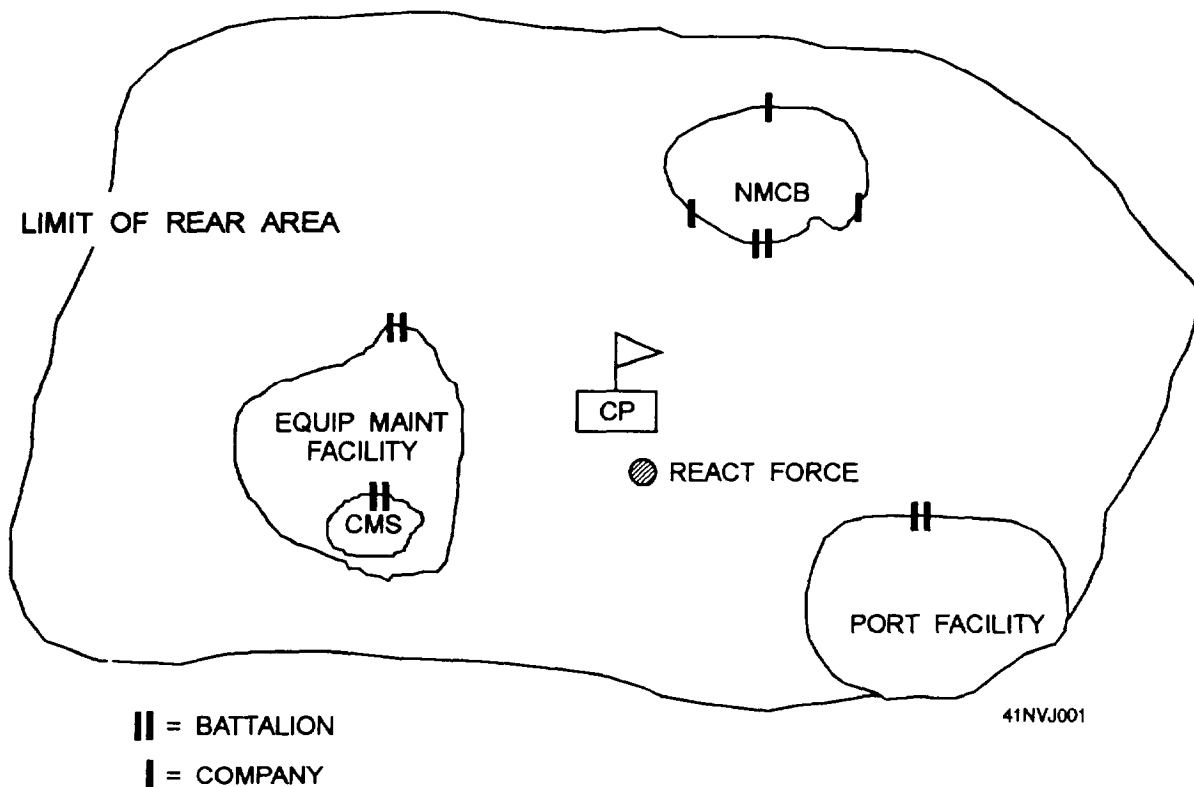 NMCB
LIMIT OF REAR AREA
EQUIP MAINT
FACILITY
CP
REACT FORCE
CMS
PORT FACILITY
41NVJ001
= BATTALION
= COMPANY